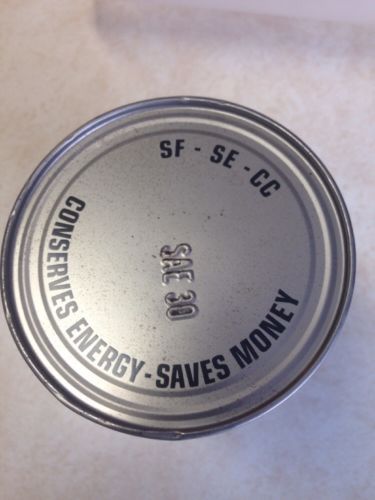 SF - SE - CC
SAE 30
CONSERVES ENERGY - SAVES MONEY